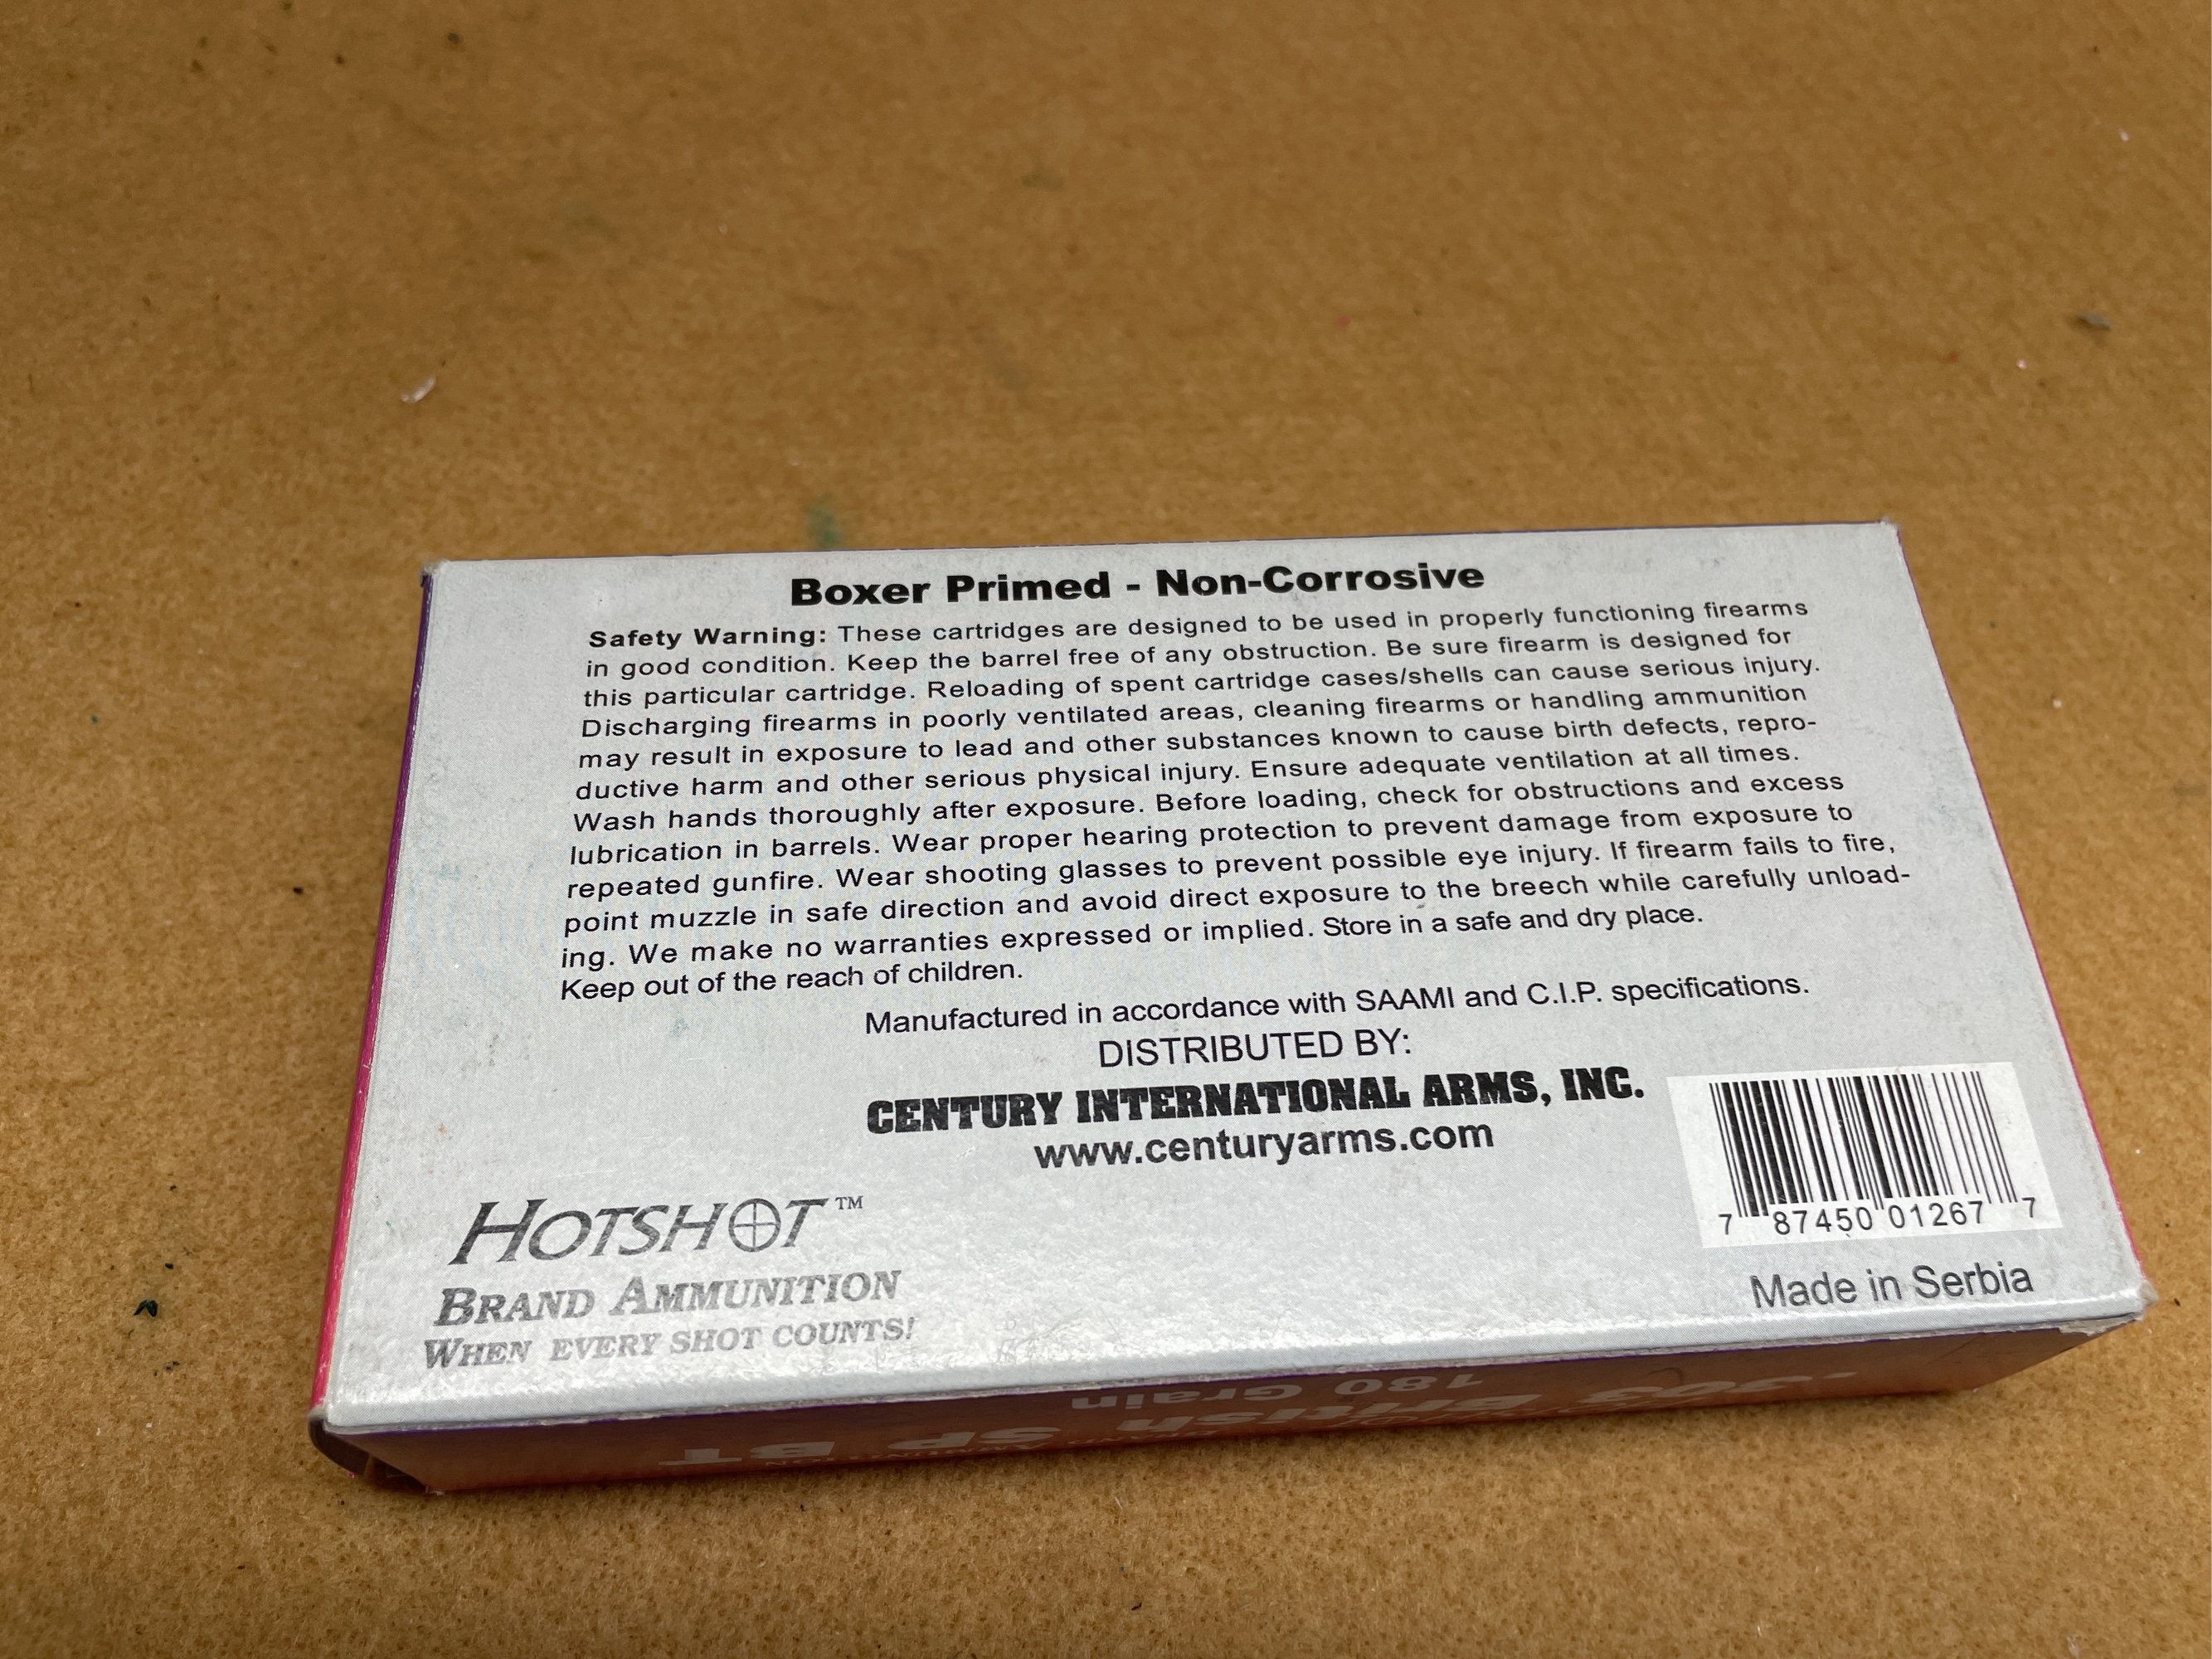 Boxer Primed - Non-Corrosive
Safety Warning: These cartridges are designed to be used in properly functioning firearms
in good condition. Keep the barrel free of any obstruction. Be sure firearm is designed for
this particular cartridge. Reloading of spent cartridge cases/shells can cause serious injury.
Discharging firearms in poorly ventilated areas, cleaning firearms or handling ammunition
may result in exposure to lead and other substances known to cause birth defects, repro-
ductive harm and other serious physical injury. Ensure adequate ventilation at all times.
Wash hands thoroughly after exposure. Before loading, check for obstructions and excess
lubrication in barrels. Wear proper hearing protection to prevent damage from exposure to
repeated gunfire. Wear shooting glasses to prevent possible eye injury. If firearm fails to fire,
point muzzle in safe direction and avoid direct exposure to the breech while carefully unload-
ing. We make no warranties expressed or implied. Store in a safe and dry place.
Keep out of the reach of children.
Manufactured in accordance with SAAMI and C.I.P. specifications.
DISTRIBUTED BY:
CENTURY INTERNATIONAL ARMS, INC.
www.centuryarms.com
7 87450 01267 7
HOTSHOT™
BRAND AMMUNITION
WHEN EVERY SHOT COUNTS!
Made in Serbia
180 Grain
.303 British
SP BT